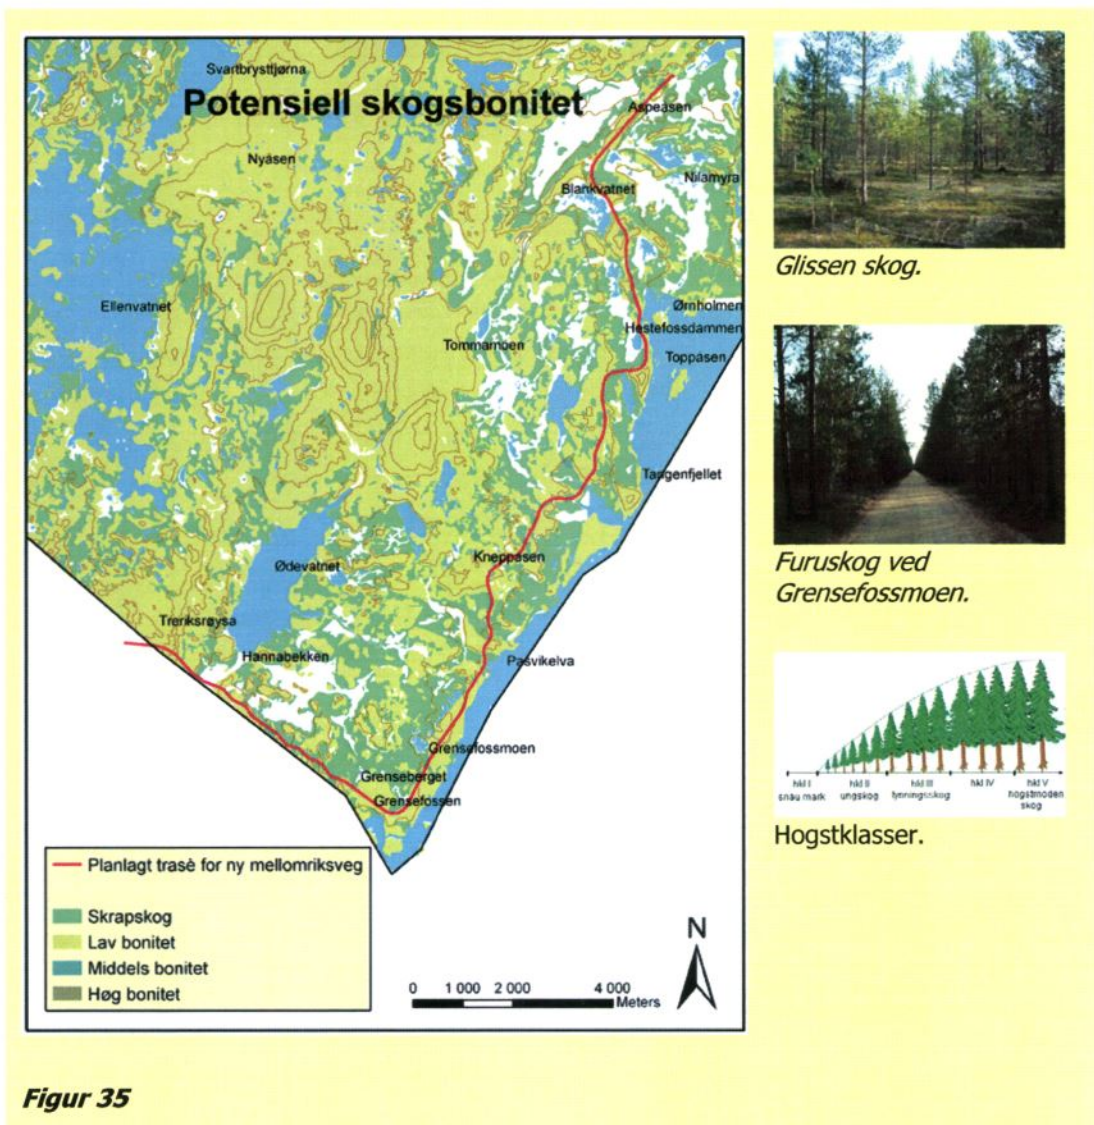 Svartbrysttjørna
Potensiell skogsbonitet
Aspeasen
Nyåsen
Nilamyra
Blankvatnet
Ellenvatnet
Ørnholmen
Hestefossdammen
Tommamoen
Toppåsen
Tangenfjellet
Kneppåsen
Ødevatnet
Treriksrøysa
Hannabekken
Pasvikelva
Grensefossmoen
Grenseberget
Grensefossen
Planlagt trasè for ny mellomriksveg
Skrapskog
Lav bonitet
Middels bonitet
Høg bonitet
N
0 1 000 2 000 4 000
Meters
Glissen skog.
Furuskog ved
Grensefossmoen.
hkl I hkl II hkl III hkl IV hkl V
snau mark ungskog tynningsskog hogstmoden
skog
Hogstklasser.
Figur 35